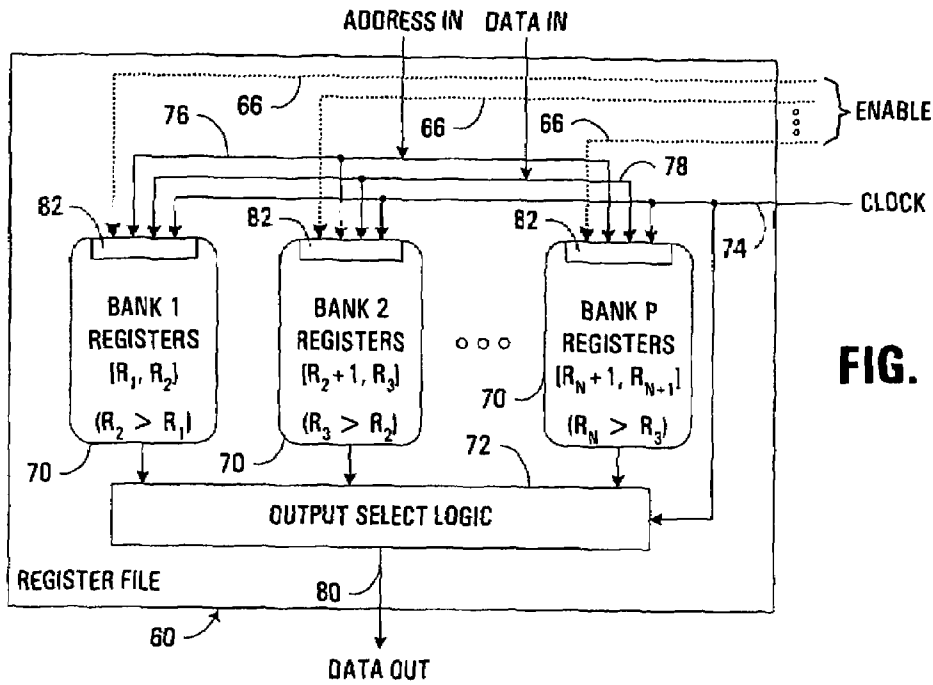 ADDRESS IN DATA IN
66
66
66
ENABLE
76
78
CLOCK
74
82
82
82
BANK 1
REGISTERS
[R1, R2]
(R2 > R1)
BANK 2
REGISTERS
[R2+1, R3]
(R3 > R2)
BANK P
REGISTERS
[RN+1, RN+1]
(RN > R3)
FIG.
70
70
70
72
OUTPUT SELECT LOGIC
80
REGISTER FILE
60
DATA OUT